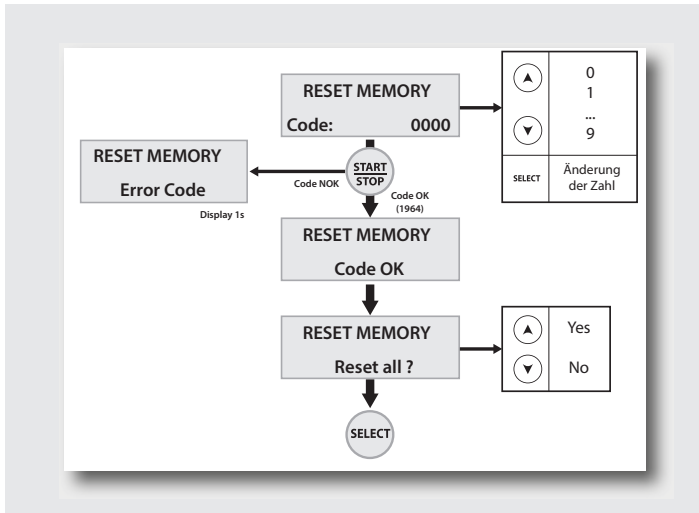 RESET MEMORY
Code: 0000
0
1
...
9
SELECT
Änderung
der Zahl
START
STOP
Code NOK
RESET MEMORY
Error Code
Display 1s
Code OK
(1964)
RESET MEMORY
Code OK
RESET MEMORY
Reset all ?
Yes
No
SELECT